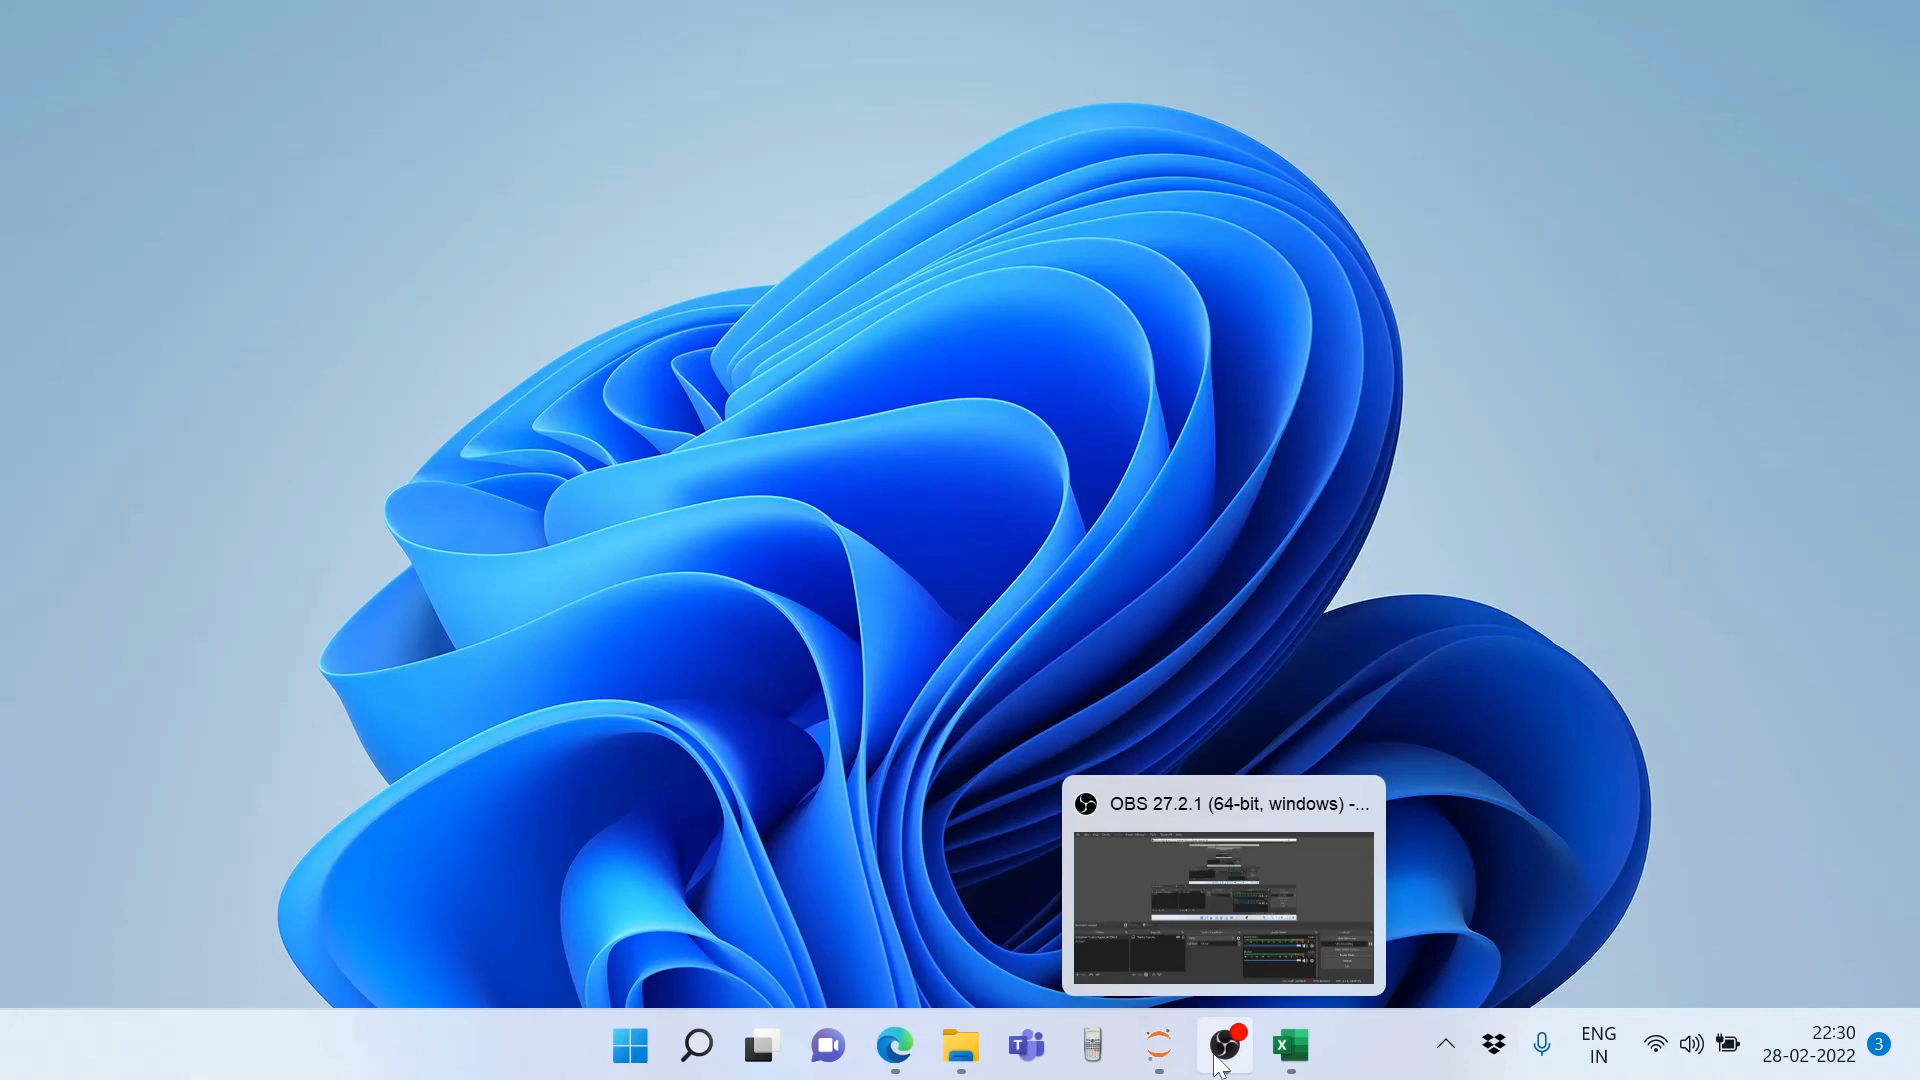 OBS 27.2.1 (64-bit, windows) -...
T
X
ENG
IN
22:30
28-02-2022
3